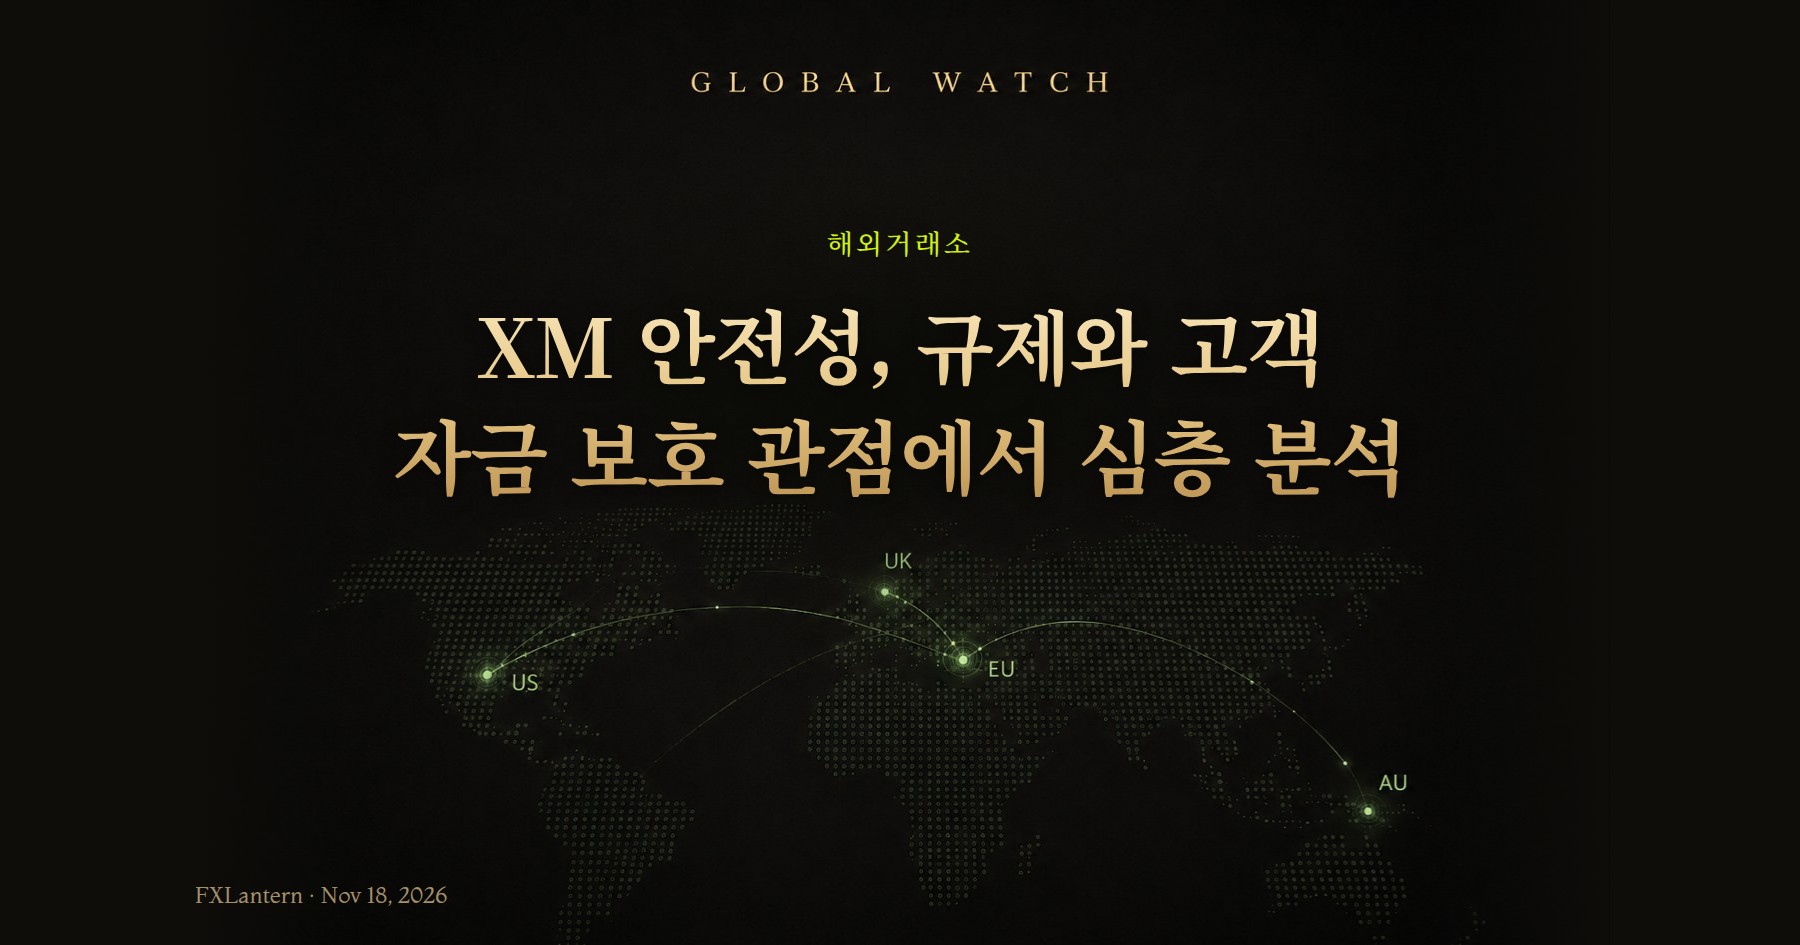 GLOBAL WATCH
해외거래소
XM 안전성, 규제와 고객
자금 보호 관점에서 심층 분석
UK
EU
US
AU
FXLantern · Nov 18, 2026